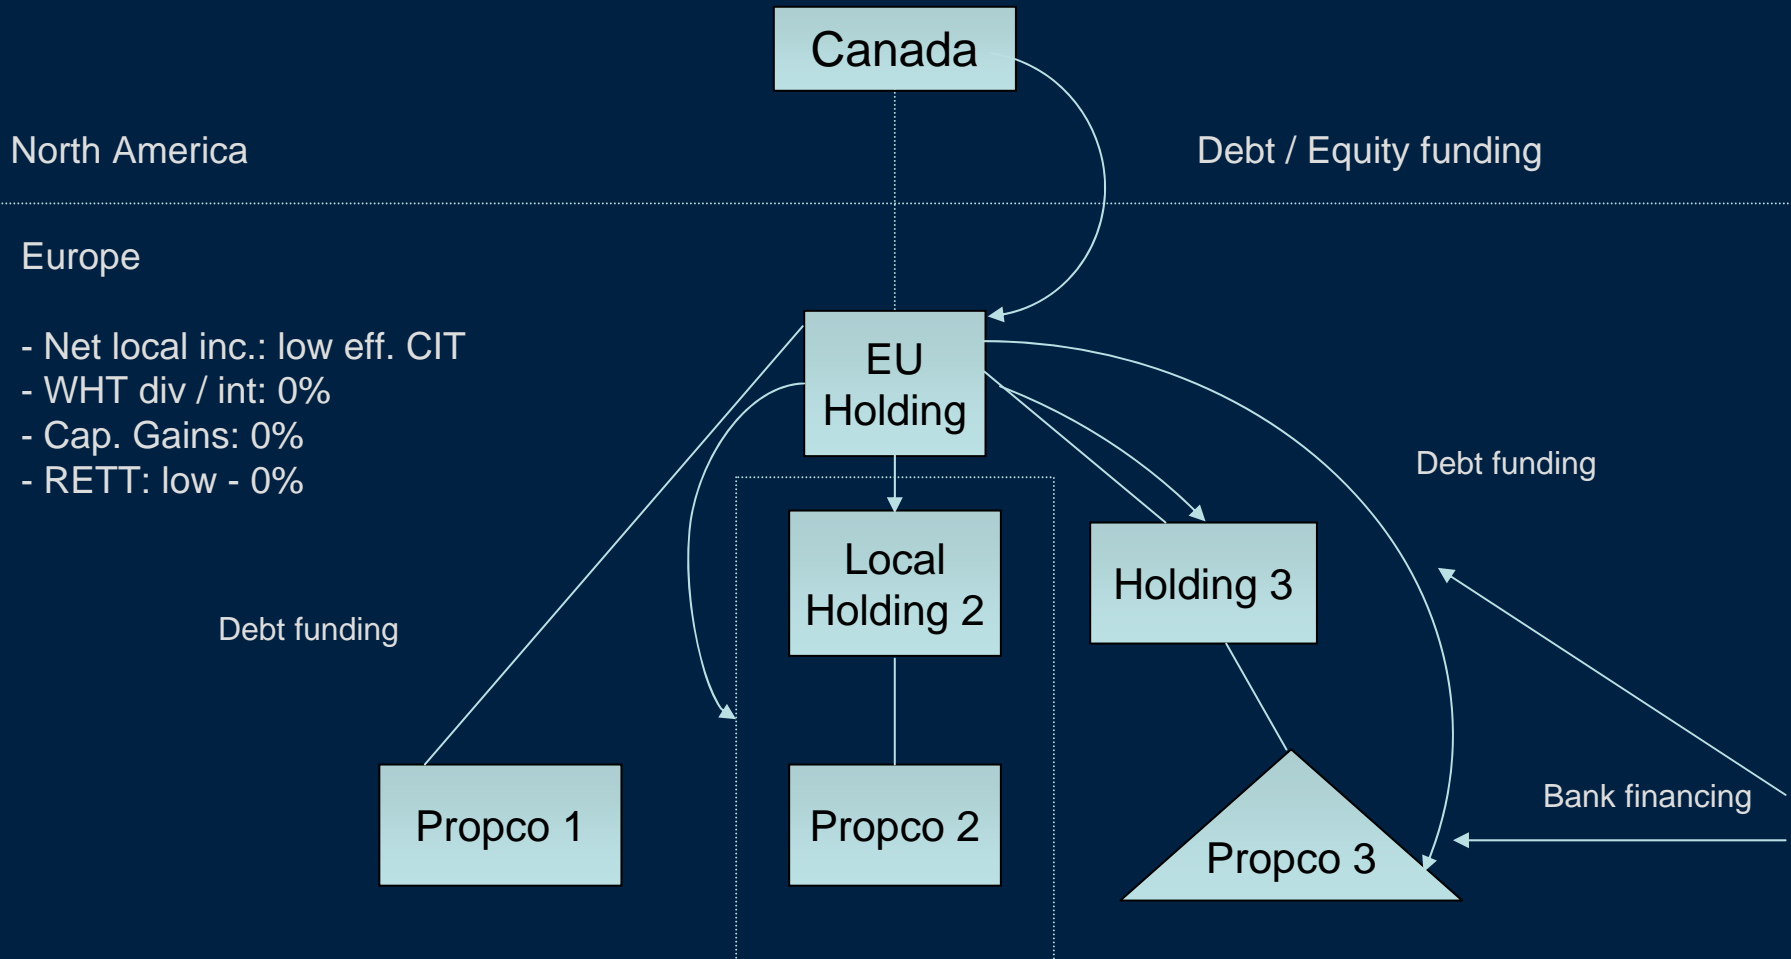 Canada
North America
Debt / Equity funding
Europe
- Net local inc.: low eff. CIT
- WHT div / int: 0%
- Cap. Gains: 0%
- RETT: low - 0%
EU
Holding
Debt funding
Local
Holding 2
Holding 3
Debt funding
Bank financing
Propco 1
Propco 2
Propco 3